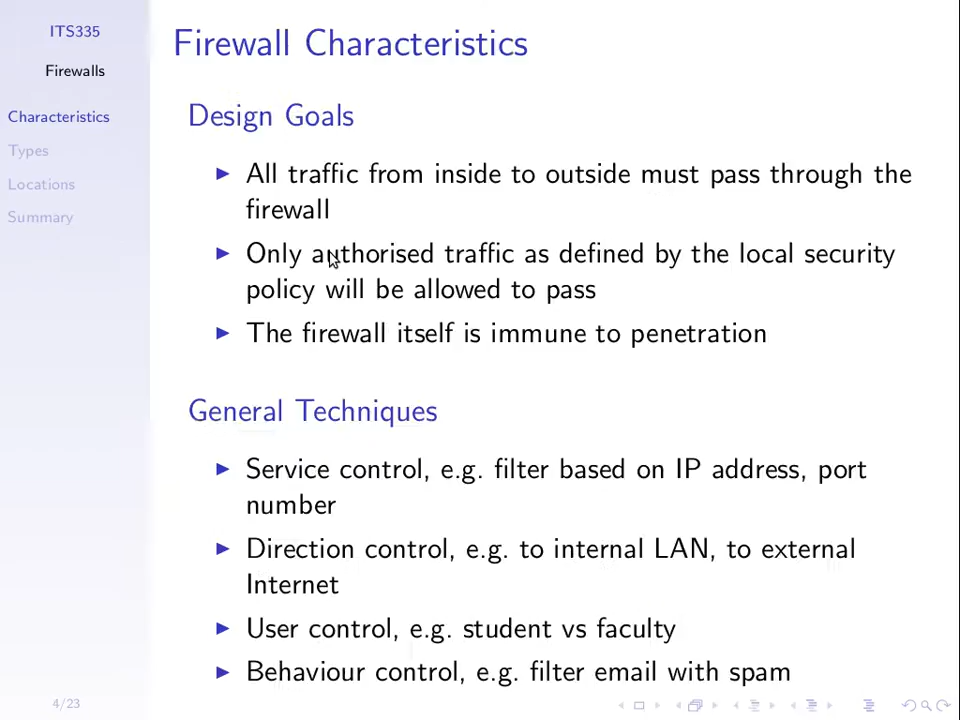 ITS335
Firewalls
Characteristics
Types
Locations
Summary
4/23
Firewall Characteristics
Design Goals
All traffic from inside to outside must pass through the
firewall
Only authorised traffic as defined by the local security
policy will be allowed to pass
The firewall itself is immune to penetration
General Techniques
Service control, e.g. filter based on IP address, port
number
Direction control, e.g. to internal LAN, to external
Internet
User control, e.g. student vs faculty
Behaviour control, e.g. filter email with spam